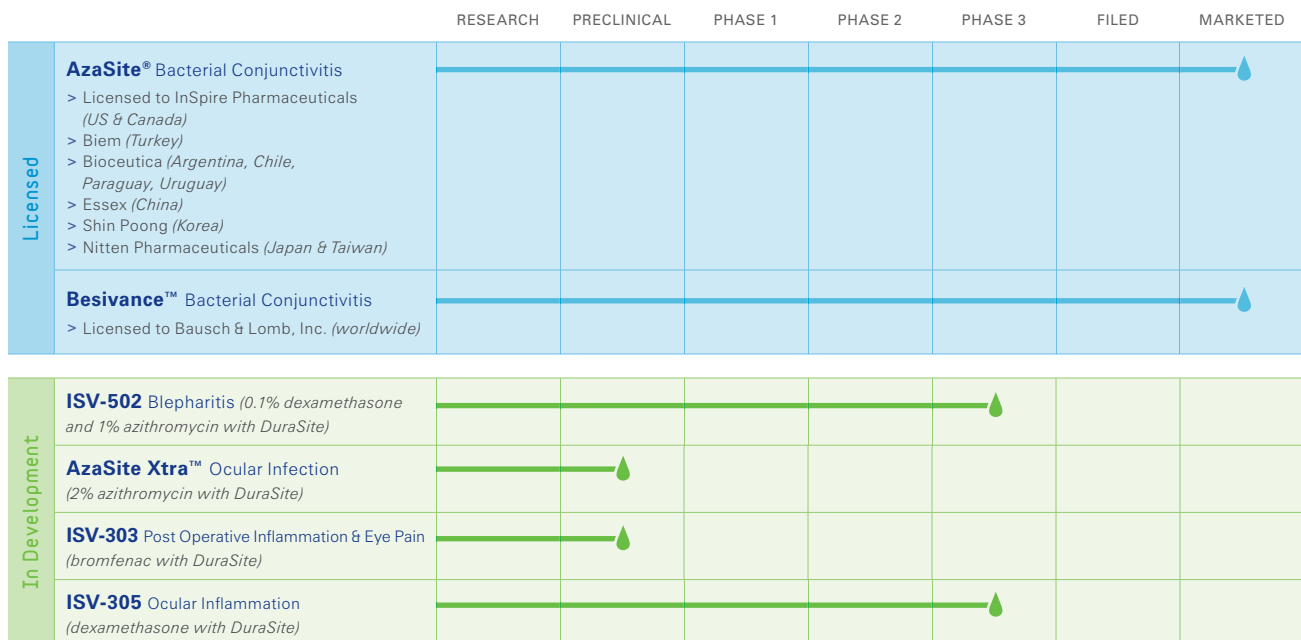 RESEARCH PRECLINICAL PHASE 1 PHASE 2 PHASE 3 FILED MARKETED
Licensed
AzaSite® Bacterial Conjunctivitis
> Licensed to InSpire Pharmaceuticals
(US & Canada)
> Biem (Turkey)
> Bioceutica (Argentina, Chile,
Paraguay, Uruguay)
> Essex (China)
> Shin Poong (Korea)
> Nitten Pharmaceuticals (Japan & Taiwan)
Besivance™ Bacterial Conjunctivitis
> Licensed to Bausch & Lomb, Inc. (worldwide)
In Development
ISV-502 Blepharitis (0.1% dexamethasone
and 1% azithromycin with DuraSite)
AzaSite Xtra™ Ocular Infection
(2% azithromycin with DuraSite)
ISV-303 Post Operative Inflammation & Eye Pain
(bromfenac with DuraSite)
ISV-305 Ocular Inflammation
(dexamethasone with DuraSite)